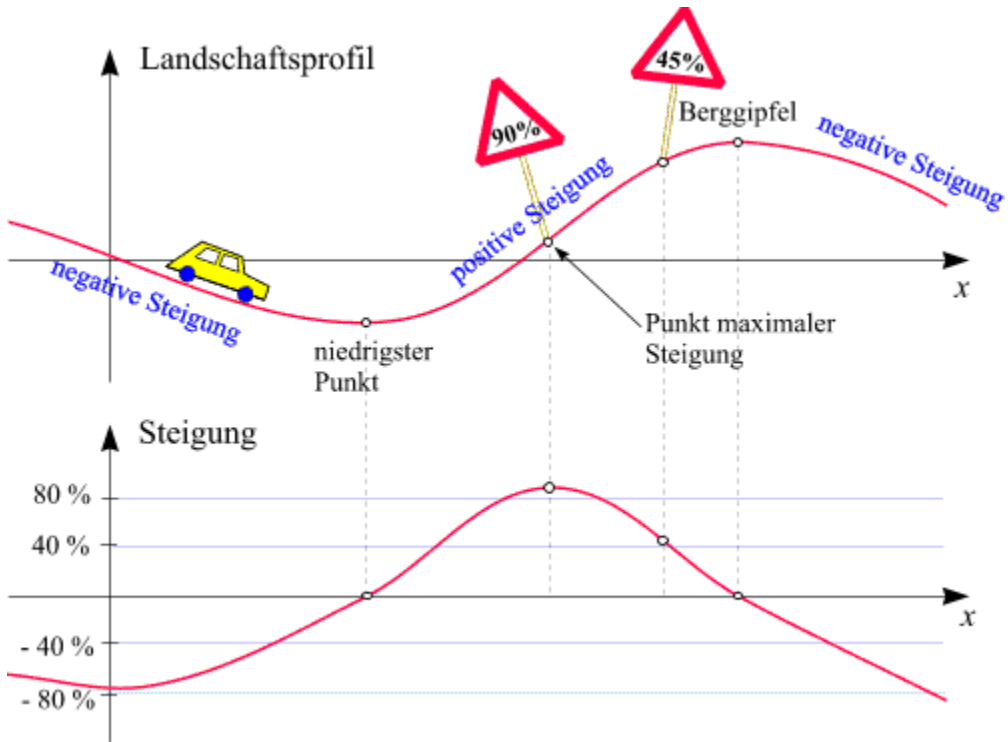 Landschaftsprofil
90%
45%
Berggipfel
negative Steigung
positive Steigung
negative Steigung
x
niedrigster
Punkt
Punkt maximaler
Steigung
Steigung
80 %
40 %
x
- 40 %
- 80 %